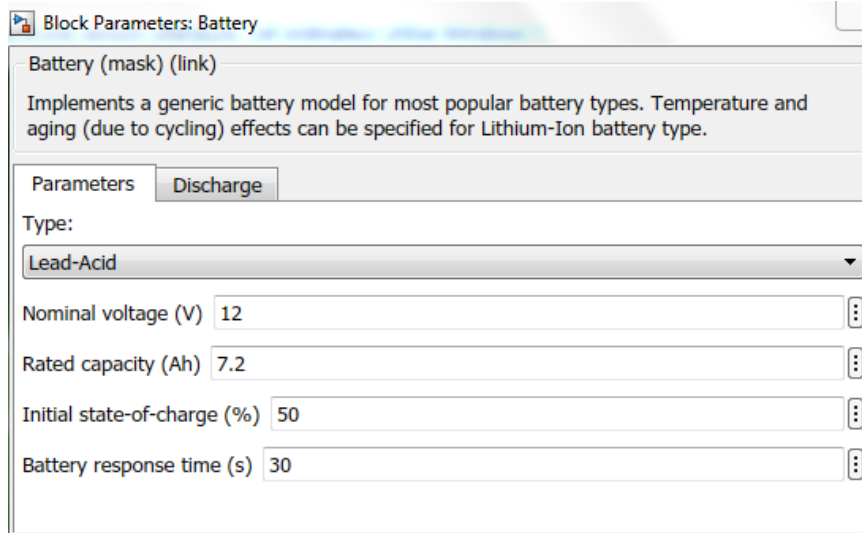 Block Parameters: Battery
Battery (mask) (link)
Implements a generic battery model for most popular battery types. Temperature and
aging (due to cycling) effects can be specified for Lithium-Ion battery type.
Parameters Discharge
Type:
Lead-Acid
Nominal voltage (V) 12
Rated capacity (Ah) 7.2
Initial state-of-charge (%) 50
Battery response time (s) 30